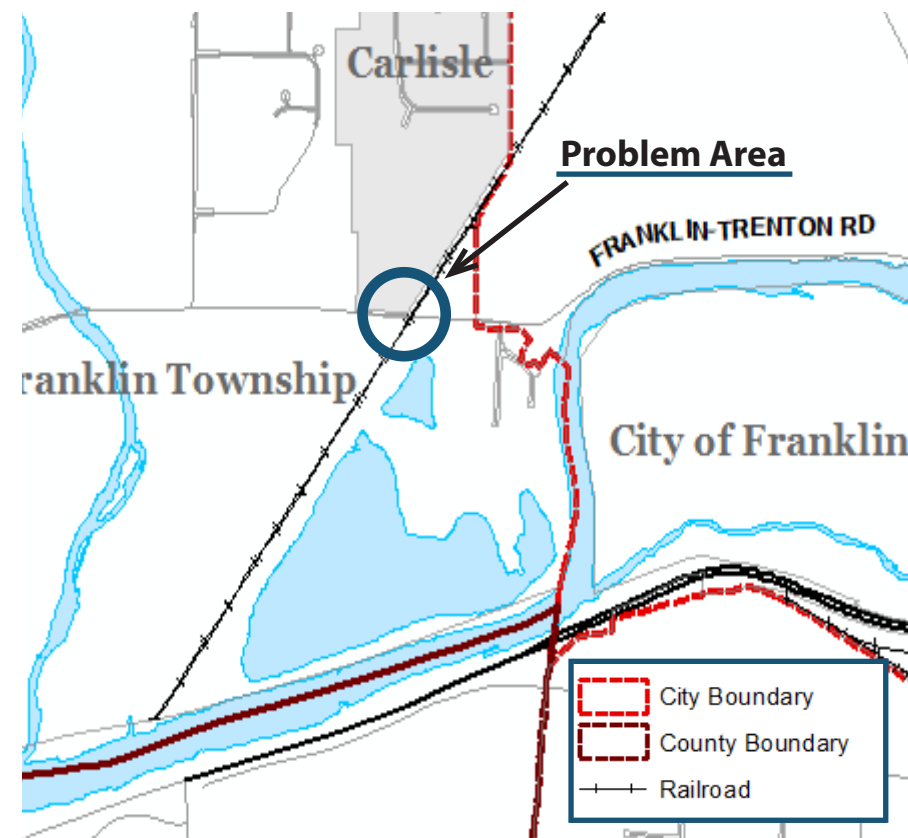 Carlisle
Problem Area
FRANKLIN-TRENTON RD
ranklin Township
City of Franklin
City Boundary
County Boundary
Railroad